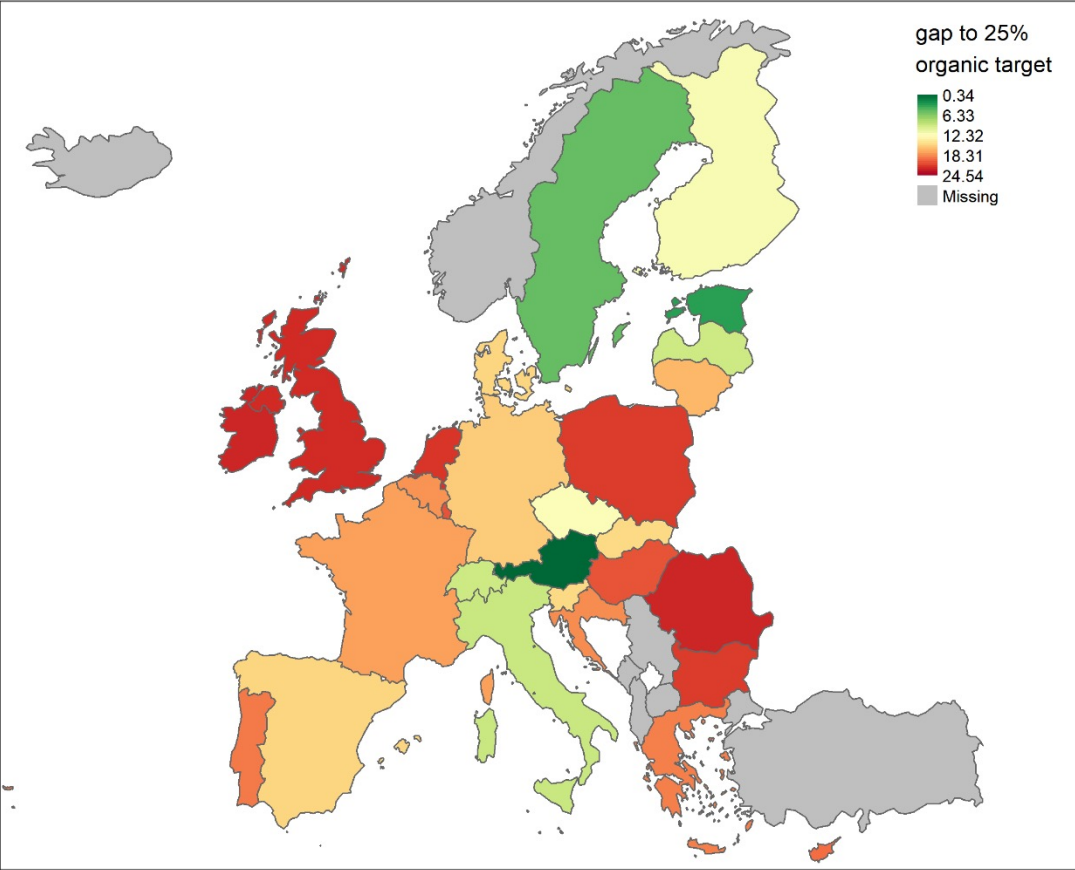 gap to 25%
organic target
0.34
6.33
12.32
18.31
24.54
Missing